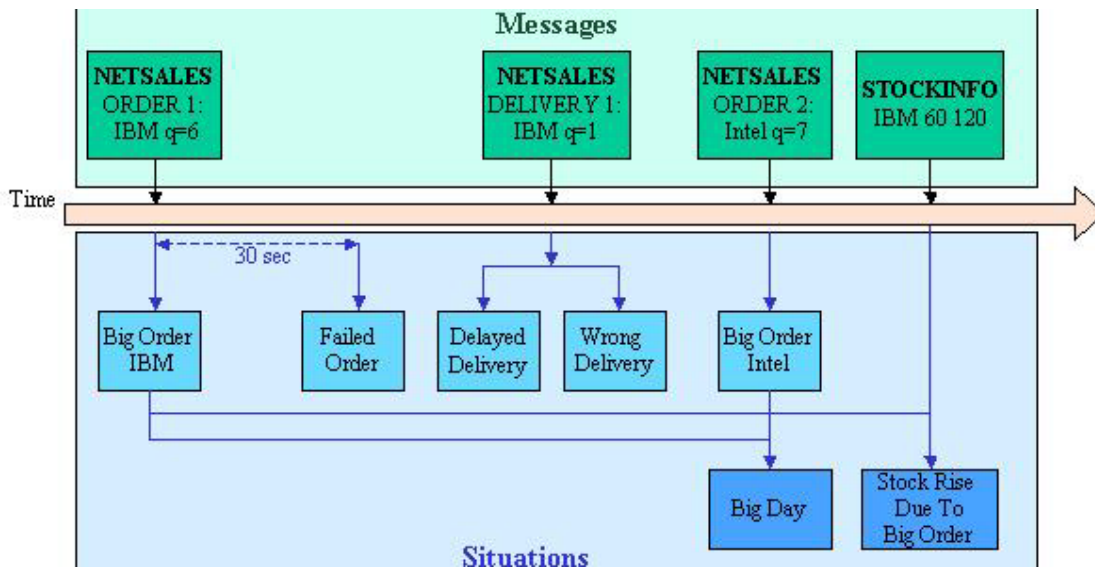 Messages
NETSALES
ORDER 1:
IBM q=6
NETSALES
DELIVERY 1:
IBM q=1
NETSALES
ORDER 2:
Intel q=7
STOCKINFO
IBM 60 120
Time
30 sec
Big Order
IBM
Failed
Order
Delayed
Delivery
Wrong
Delivery
Big Order
Intel
Big Day
Stock Rise
Due To
Big Order
Situations